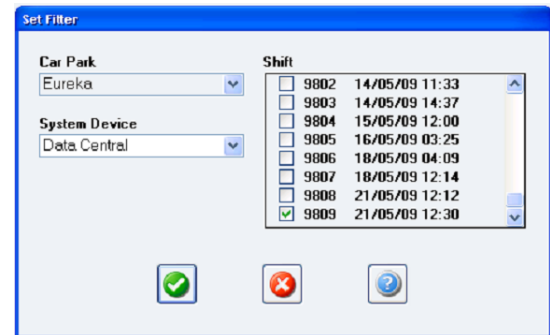 Set Filter
Car Park
Eureka
System Device
Data Central
Shift
9802 14/05/09 11:33
9803 14/05/09 14:37
9804 15/05/09 12:00
9805 16/05/09 03:25
9806 18/05/09 04:09
9807 18/05/09 12:14
9808 21/05/09 12:12
9809 21/05/09 12:30
?